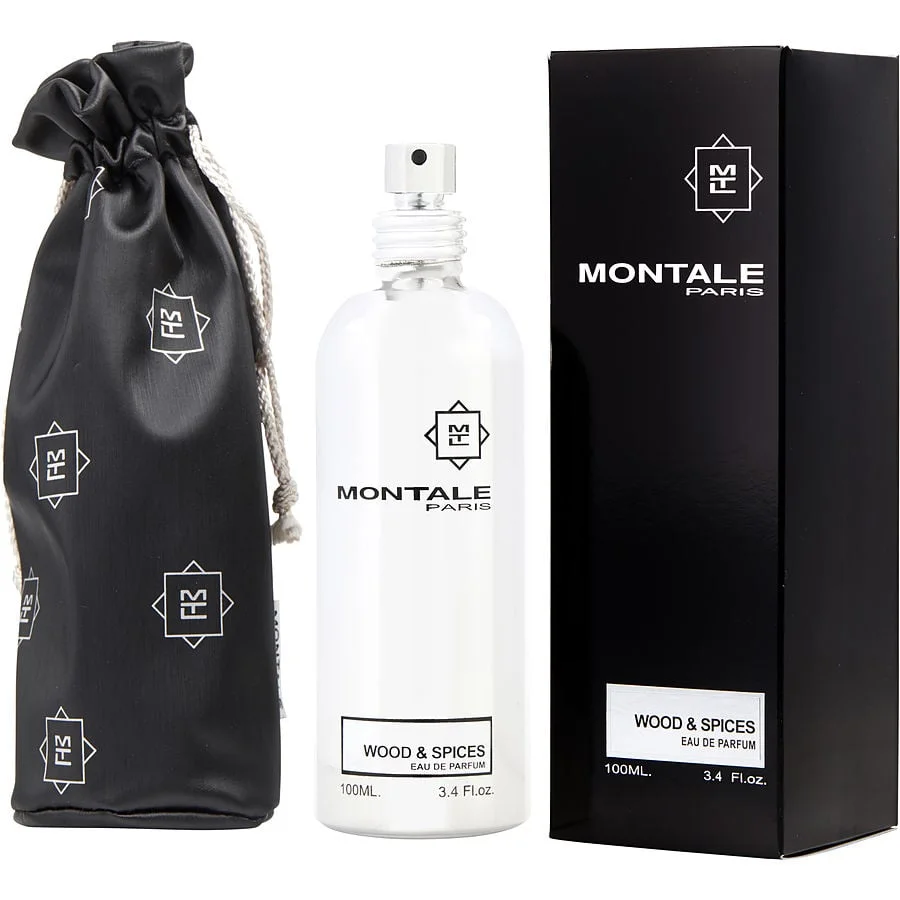 MONTALE
PARIS
WOOD & SPICES
EAU DE PARFUM
100ML. 3.4 Fl.oz.
MONTALE
PARIS
WOOD & SPICES
EAU DE PARFUM
100ML. 3.4 Fl.oz.